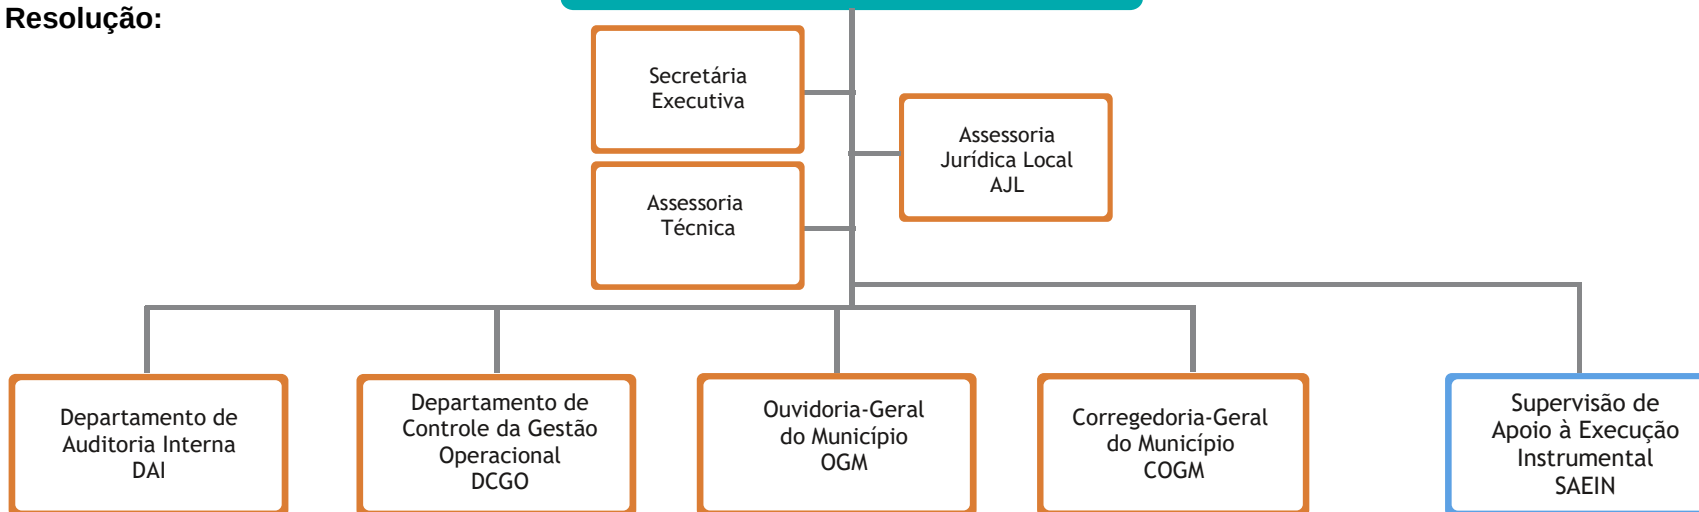 Resolução:
Secretária
Executiva
Assessoria
Jurídica Local
AJL
Assessoria
Técnica
Departamento de
Auditoria Interna
DAI
Departamento de
Controle da Gestão
Operacional
DCGO
Ouvidoria-Geral
do Município
OGM
Corregedoria-Geral
do Município
COGM
Supervisão de
Apoio à Execução
Instrumental
SAEIN